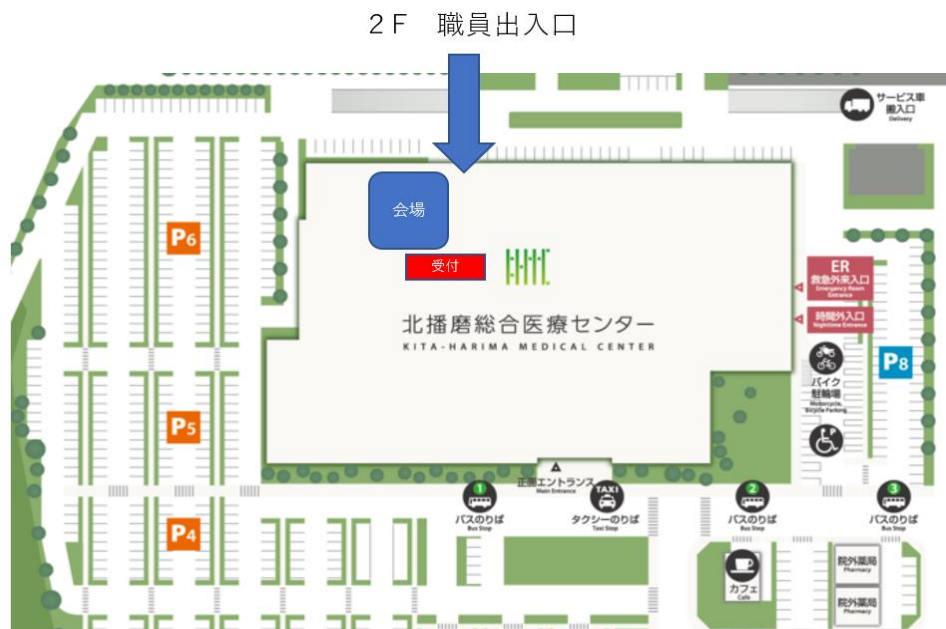 ２Ｆ　職員出入口
サービス車
搬入口
Delivery
会場
受付
P6
ER
救急外来入口
Emergency Room
Entrance
時間外入口
Nighttime Entrance
北播磨総合医療センター
KITA-HARIMA MEDICAL CENTER
P8
バイク
駐輪場
Motorcycle,
Bicycle Parking
P5
P
正面エントランス
Main Entrance
1
バスのりば
Bus Stop
TAXI
タクシーのりば
Taxi Stop
2
バスのりば
Bus Stop
3
バスのりば
Bus Stop
P4
カフェ
Cafe
院外薬局
Pharmacy
院外薬局
Pharmacy